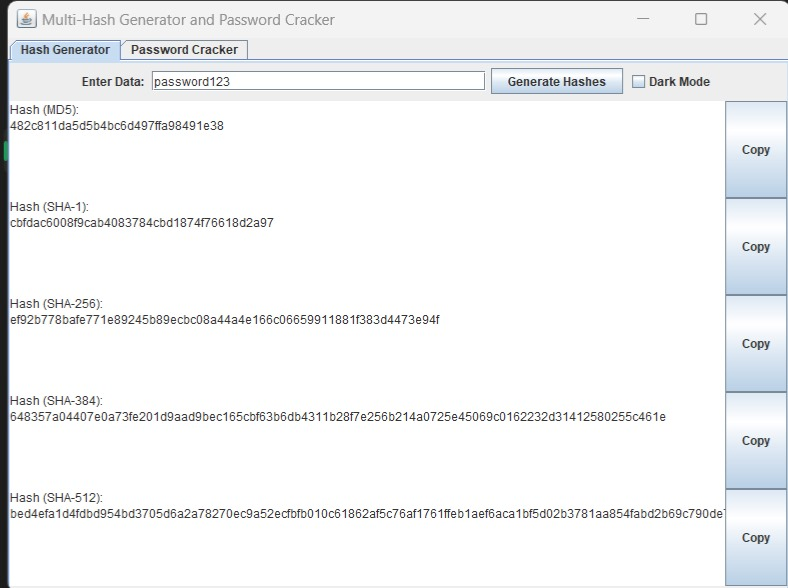 Multi-Hash Generator and Password Cracker
Hash Generator Password Cracker
Enter Data: password123 Generate Hashes Dark Mode
Hash (MD5):
482c811da5d5b4bc6d497ffa98491e38
Copy
Hash (SHA-1):
cbfdac6008f9cab4083784cbd1874f76618d2a97
Copy
Hash (SHA-256):
ef92b778bafe771e89245b89ecbc08a44a4e166c06659911881f383d4473e94f
Copy
Hash (SHA-384):
648357a04407e0a73fe201d9aad9bec165cbf63b6db4311b28f7e256b214a0725e45069c0162232d31412580255c461e
Copy
Hash (SHA-512):
bed4efa1d4fdbd954bd3705d6a2a78270ec9a52ecfbfb010c61862af5c76af1761ffeb1aef6aca1bf5d02b3781aa854fabd2b69c790de
Copy